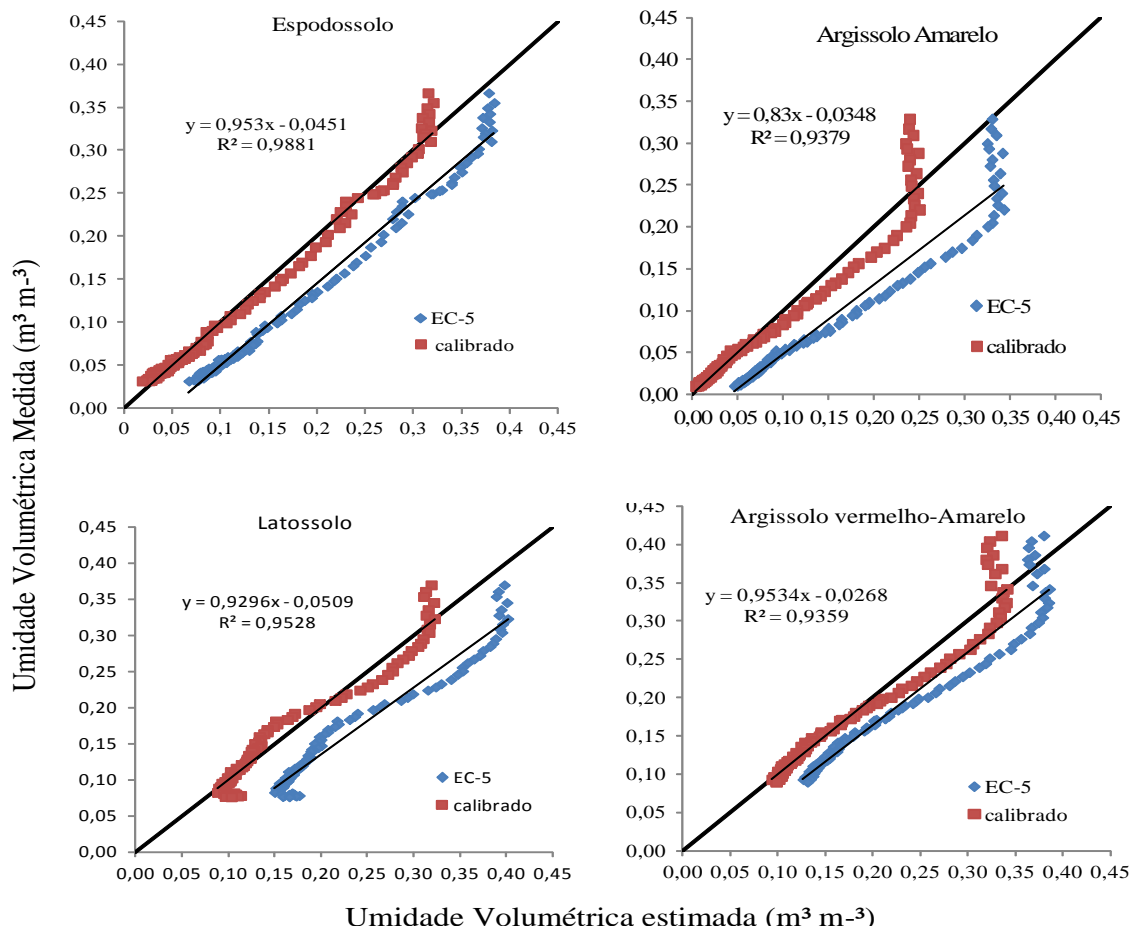 Umidade Volumétrica Medida (m³ m-³)
Espodossolo
y = 0,953x - 0,0451
R² = 0,9881
EC-5
calibrado
0,45
0,40
0,35
0,30
0,25
0,20
0,15
0,10
0,05
0,00
0 0,05 0,1 0,15 0,2 0,25 0,3 0,35 0,4 0,45
Argissolo Amarelo
y = 0,83x - 0,0348
R² = 0,9379
EC-5
calibrado
0,45
0,40
0,35
0,30
0,25
0,20
0,15
0,10
0,05
0,00
0,00 0,05 0,10 0,15 0,20 0,25 0,30 0,35 0,40 0,45
Latossolo
y = 0,9296x - 0,0509
R² = 0,9528
EC-5
calibrado
0,45
0,40
0,35
0,30
0,25
0,20
0,15
0,10
0,05
0,00
0,00 0,05 0,10 0,15 0,20 0,25 0,30 0,35 0,40 0,45
Argissolo vermelho-Amarelo
y = 0,9534x - 0,0268
R² = 0,9359
EC-5
calibrado
0,45
0,40
0,35
0,30
0,25
0,20
0,15
0,10
0,05
0,00
0,00 0,05 0,10 0,15 0,20 0,25 0,30 0,35 0,40 0,45
Umidade Volumétrica estimada (m³ m-³)